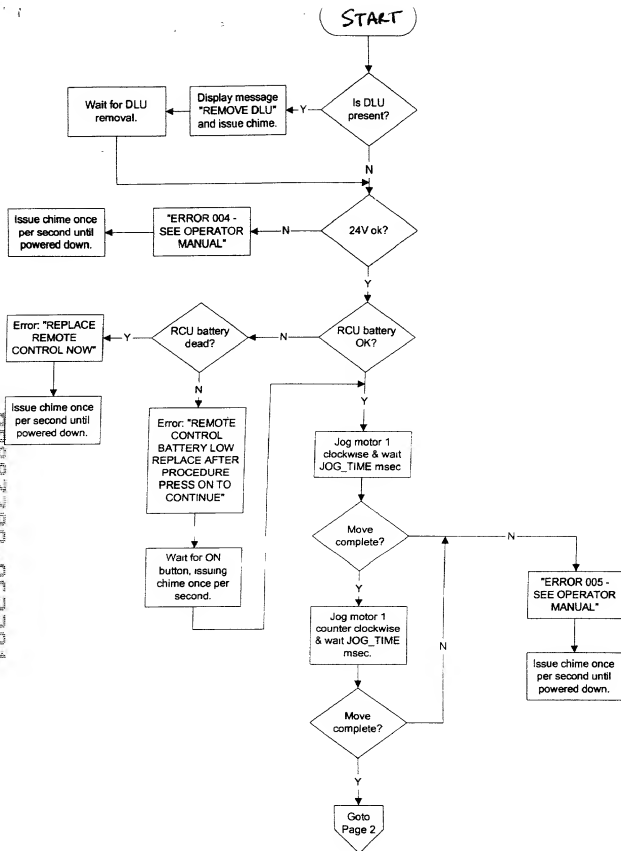 START
Is DLU
present?
Y
Display message
"REMOVE DLU"
and issue chime.
Wait for DLU
removal.
N
24V ok?
N
"ERROR 004 -
SEE OPERATOR
MANUAL"
Issue chime once
per second until
powered down.
Y
RCU battery
OK?
N
RCU battery
dead?
Y
Error: "REPLACE
REMOTE
CONTROL NOW"
Issue chime once
per second until
powered down.
N
Error: "REMOTE
CONTROL
BATTERY LOW
REPLACE AFTER
PROCEDURE
PRESS ON TO
CONTINUE"
Wait for ON
button, issuing
chime once per
second.
Y
Jog motor 1
clockwise & wait
JOG_TIME msec
Move
complete?
N
"ERROR 005 -
SEE OPERATOR
MANUAL"
Issue chime once
per second until
powered down.
Y
Jog motor 1
counter clockwise
& wait JOG_TIME
msec.
N
Move
complete?
Y
Goto
Page 2